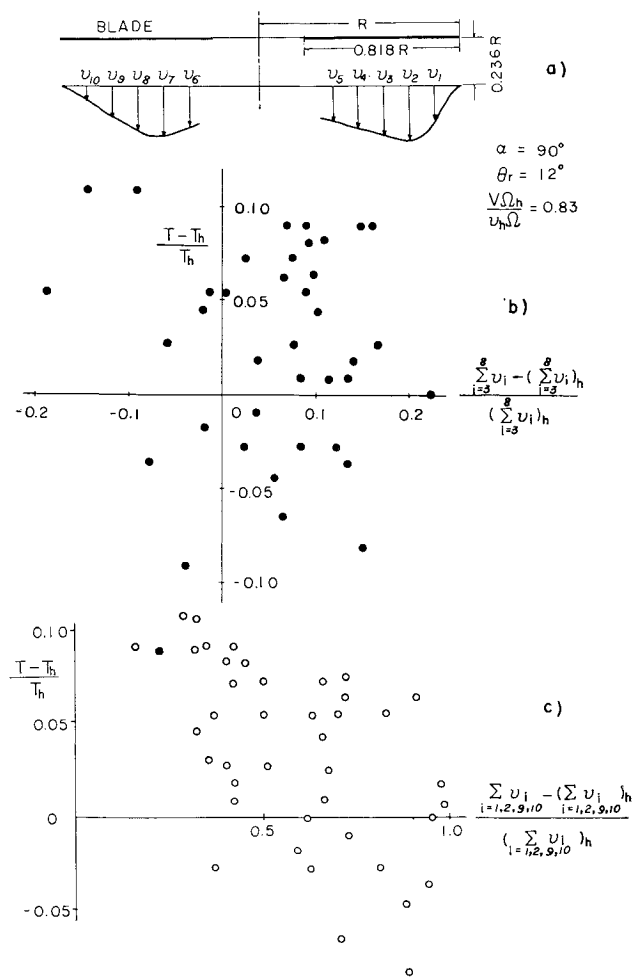 BLADE
R
0.818 R
0.236 R
a)
υ10 υ9 υ8 υ7 υ6
υ5 υ4 υ3 υ2 υ1
α = 90°
θr = 12°
VΩh / υhΩ = 0.83
0.10
T - Th / Th
0.05
b)
-0.2 -0.1 0 0.1 0.2
8 Σ i=3 υi - (8 Σ i=3 υi)h / (8 Σ i=3 υi)h
-0.05
-0.10
0.10
T - Th / Th
0.05
c)
0
0.5 1.0
Σ υi i=1,2,9,10 - (Σ υi i=1,2,9,10)h / (Σ υi i=1,2,9,10)h
-0.05